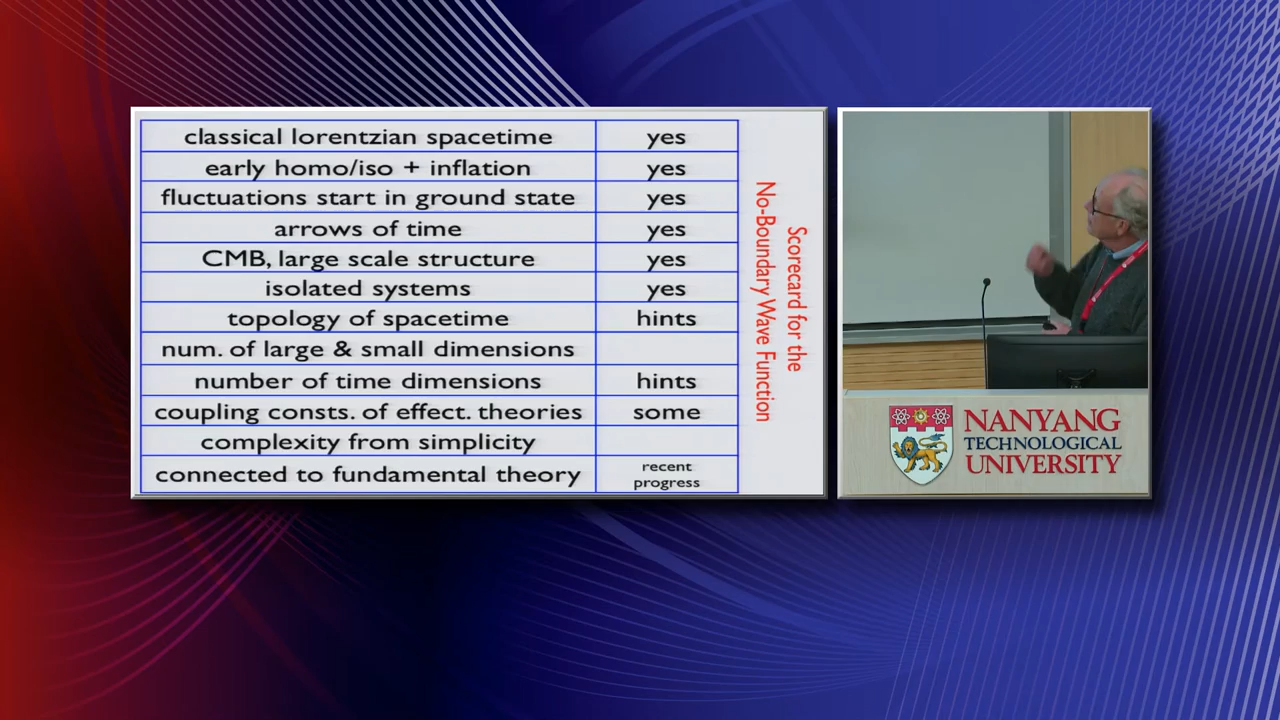 classical lorentzian spacetime yes
early homo/iso + inflation yes
fluctuations start in ground state yes
arrows of time yes
CMB, large scale structure yes
isolated systems yes
topology of spacetime hints
num. of large & small dimensions
number of time dimensions hints
coupling consts. of effect. theories some
complexity from simplicity
connected to fundamental theory recent progress
Scorecard for the
No-Boundary Wave Function
NANYANG
TECHNOLOGICAL
UNIVERSITY